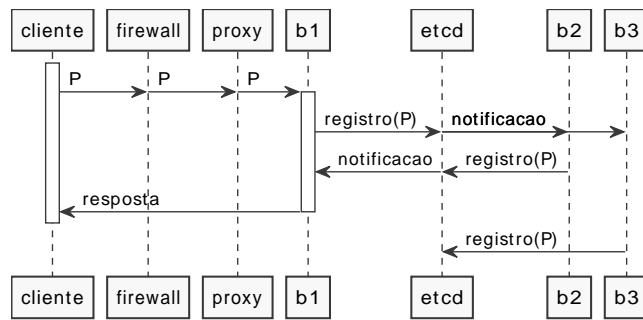 cliente firewall proxy b1 etcd b2 b3
P P P
registro(P) notificacao
notificacao registro(P)
resposta
registro(P)
cliente firewall proxy b1 etcd b2 b3